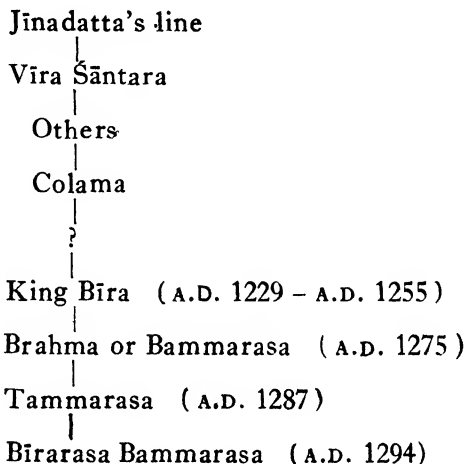 Jīnadatta's line
Vīra Śāntara
Others
Colama
?
King Bīra (A.D. 1229 – A.D. 1255)
Brahma or Bammarasa (A.D. 1275)
Tammarasa (A.D. 1287)
Bīrarasa Bammarasa (A.D. 1294)